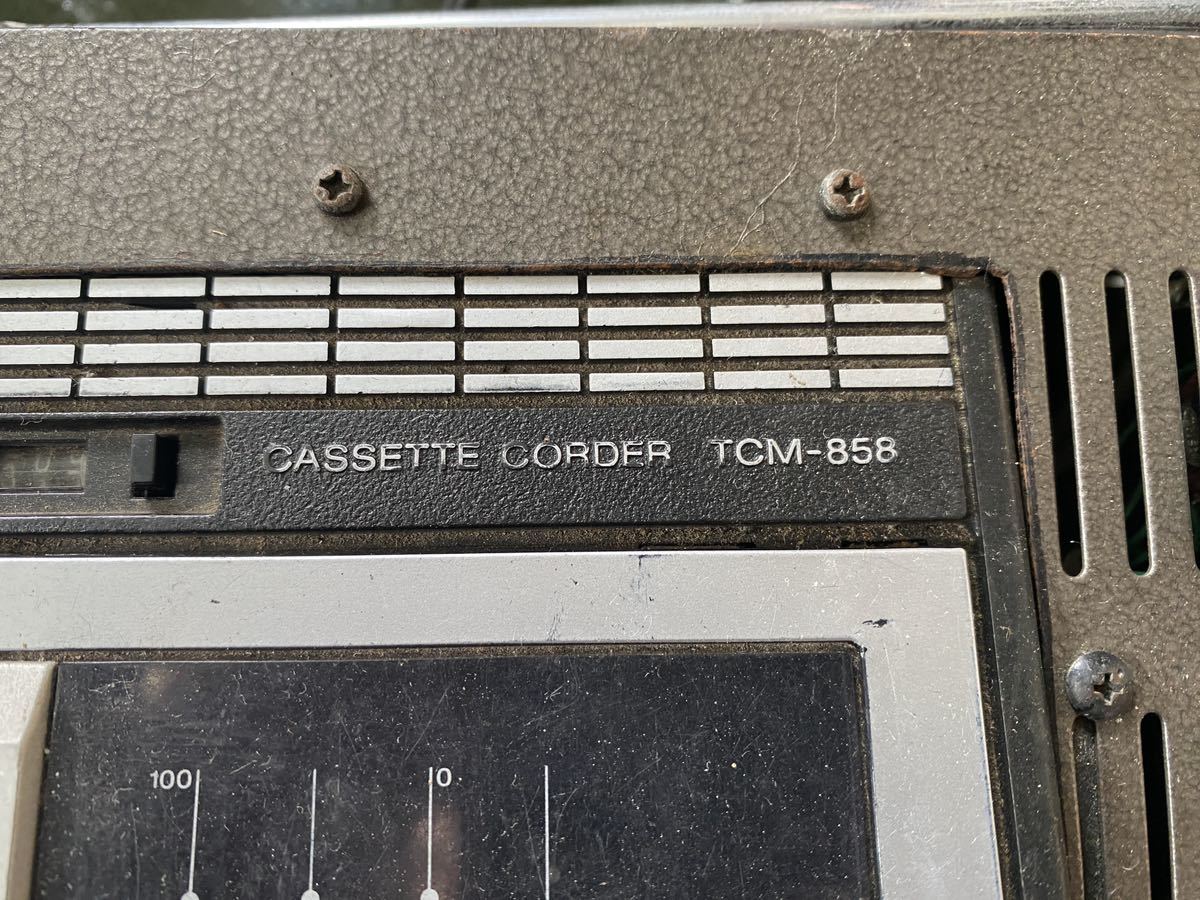 CASSETTE CORDER TCM-858
100 0